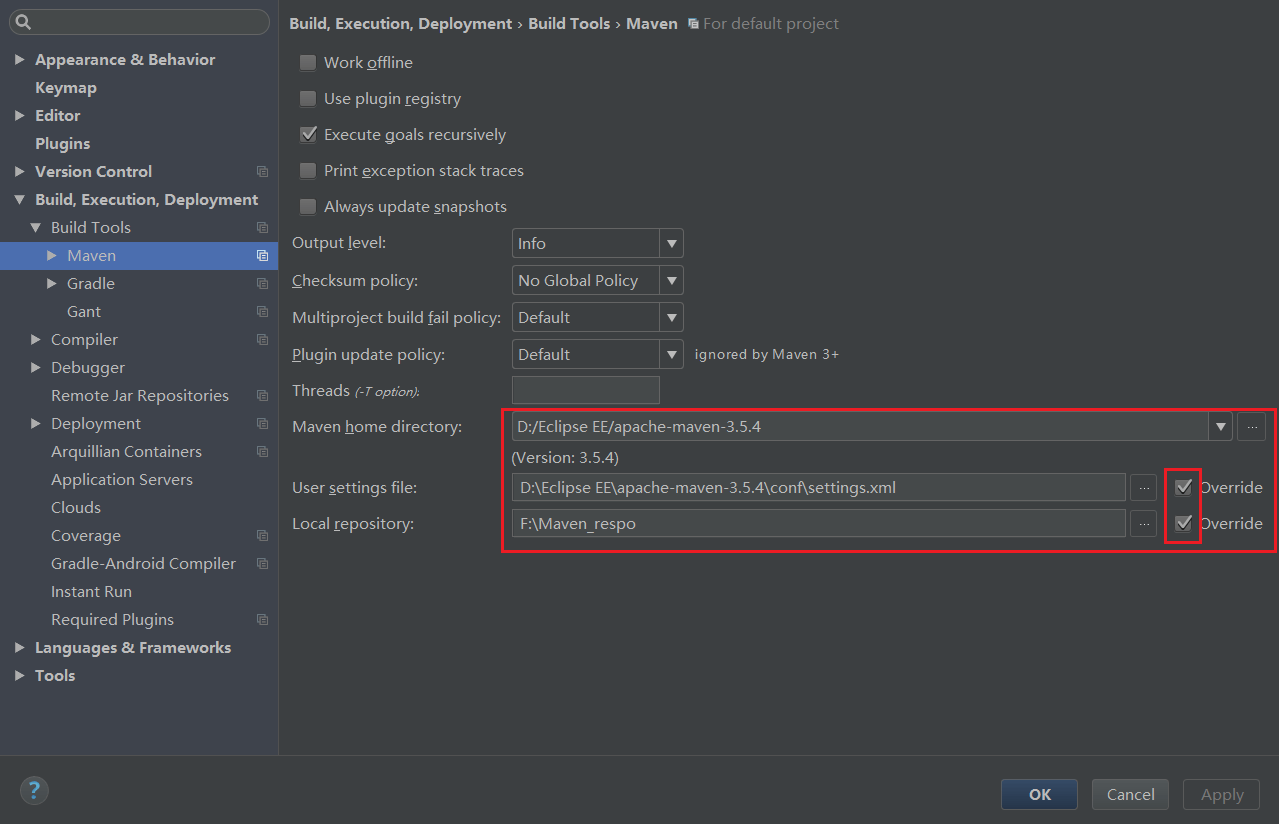 Build, Execution, Deployment › Build Tools › Maven For default project
Appearance & Behavior
Keymap
Editor
Plugins
Version Control
Build, Execution, Deployment
Build Tools
Maven
Gradle
Gant
Compiler
Debugger
Remote Jar Repositories
Deployment
Arquillian Containers
Application Servers
Clouds
Coverage
Gradle-Android Compiler
Instant Run
Required Plugins
Languages & Frameworks
Tools
Work offline
Use plugin registry
Execute goals recursively
Print exception stack traces
Always update snapshots
Output level: Info
Checksum policy: No Global Policy
Multiproject build fail policy: Default
Plugin update policy: Default ignored by Maven 3+
Threads (-T option):
Maven home directory: D:/Eclipse EE/apache-maven-3.5.4 ...
(Version: 3.5.4)
User settings file: D:\Eclipse EE\apache-maven-3.5.4\conf\settings.xml ... Override
Local repository: F:\Maven_respo ... Override
? OK Cancel Apply